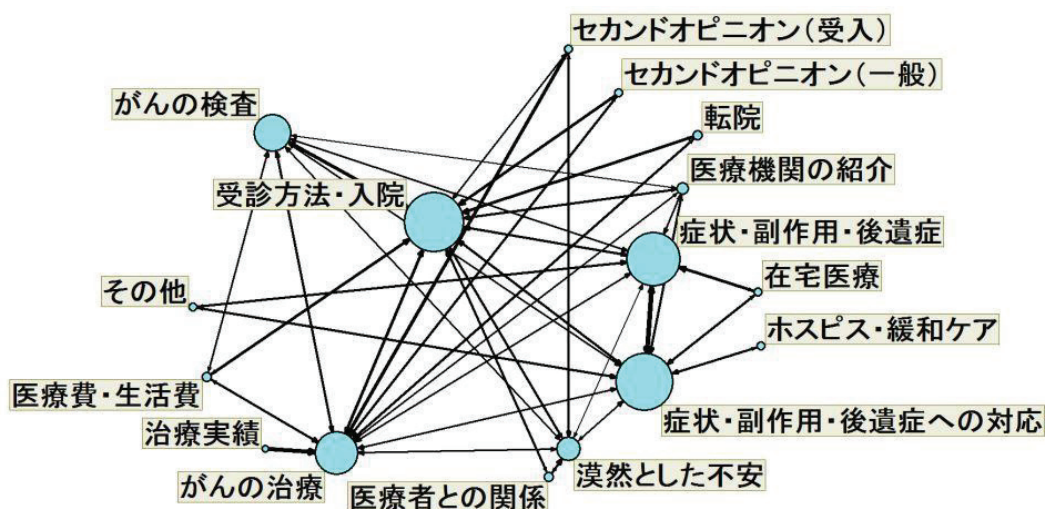 セカンドオピニオン（受入）
セカンドオピニオン（一般）
がんの検査
転院
医療機関の紹介
受診方法・入院
症状・副作用・後遺症
在宅医療
その他
ホスピス・緩和ケア
医療費・生活費
症状・副作用・後遺症への対応
治療実績
漠然とした不安
がんの治療
医療者との関係